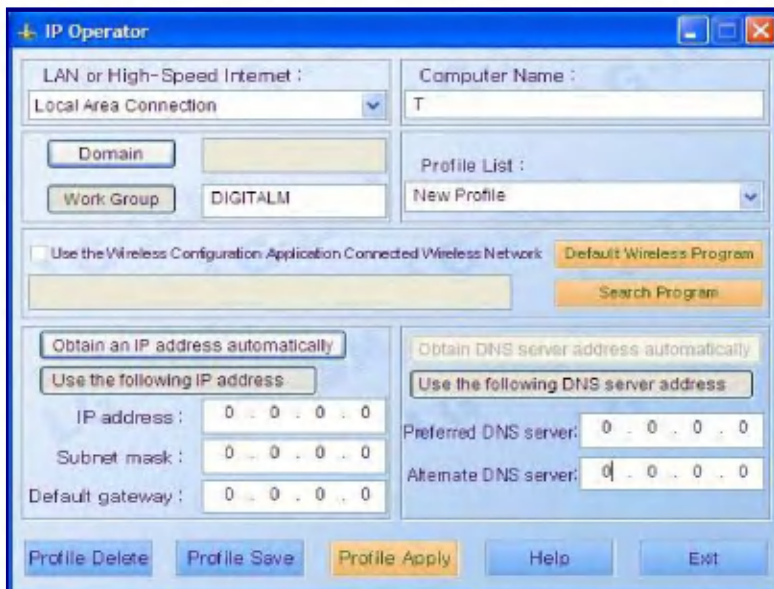 IP Operator
LAN or High-Speed Internet :
Local Area Connection
Computer Name :
T
Domain
Work Group
DIGITALM
Profile List :
New Profile
Use the Wireless Configuration Application Connected Wireless Network
Default Wireless Program
Search Program
Obtain an IP address automatically
Use the following IP address
IP address :
0 . 0 . 0 . 0
Subnet mask :
0 . 0 . 0 . 0
Default gateway :
0 . 0 . 0 . 0
Obtain DNS server address automatically
Use the following DNS server address
Preferred DNS server:
0 . 0 . 0 . 0
Alternate DNS server:
0 . 0 . 0 . 0
Profile Delete
Profile Save
Profile Apply
Help
Exit